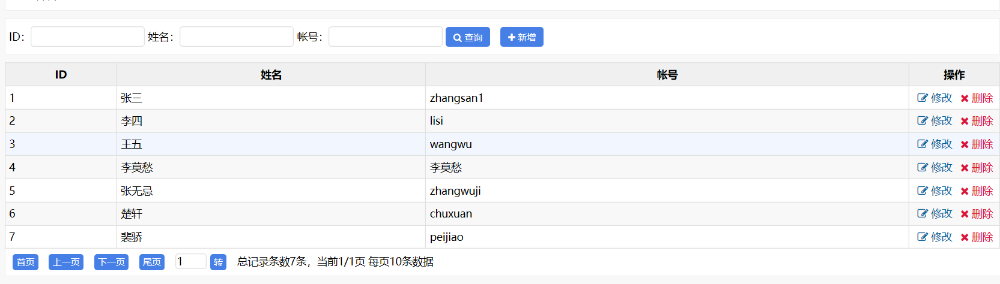 ID： 姓名： 帐号： 查询 新增
ID 姓名 帐号 操作
1 张三 zhangsan1 修改 删除
2 李四 lisi 修改 删除
3 王五 wangwu 修改 删除
4 李莫愁 李莫愁 修改 删除
5 张无忌 zhangwuji 修改 删除
6 楚轩 chuxuan 修改 删除
7 裴骄 peijiao 修改 删除
首页 上一页 下一页 尾页 1 转 总记录条数7条，当前1/1页 每页10条数据